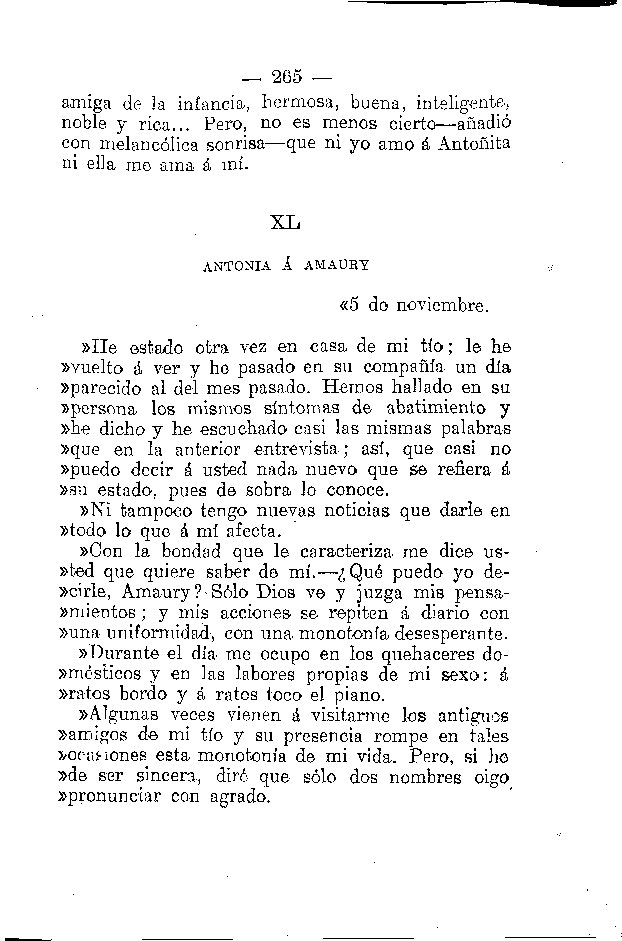 — 265 —
amiga de la infancia, hermosa, buena, inteligente,
noble y rica... Pero, no es menos cierto—añadió
con melancólica sonrisa—que ni yo amo á Antoñita
ni ella me ama á mí.
XL
ANTONIA Á AMAURY
«5 de noviembre.
»He estado otra vez en casa de mi tío; le he
»vuelto á ver y he pasado en su compañía un día
»parecido al del mes pasado. Hemos hallado en su
»persona los mismos síntomas de abatimiento y
»he dicho y he escuchado casi las mismas palabras
»que en la anterior entrevista; así, que casi no
»puedo decir á usted nada nuevo que se refiera á
»su estado, pues de sobra lo conoce.
»Ni tampoco tengo nuevas noticias que darle en
»todo lo que á mí afecta.
»Con la bondad que le caracteriza me dice us-
»ted que quiere saber de mí.—¿Qué puedo yo de-
»cirle, Amaury? Sólo Dios ve y juzga mis pensa-
»mientos; y mis acciones se repiten á diario con
»una uniformidad, con una monotonía desesperante.
»Durante el día me ocupo en los quehaceres do-
»mésticos y en las labores propias de mi sexo: á
»ratos bordo y á ratos toco el piano.
»Algunas veces vienen á visitarme los antiguos
»amigos de mi tío y su presencia rompe en tales
»ocasiones esta monotonía de mi vida. Pero, si he
»de ser sincera, diré que sólo dos nombres oigo
»pronunciar con agrado.